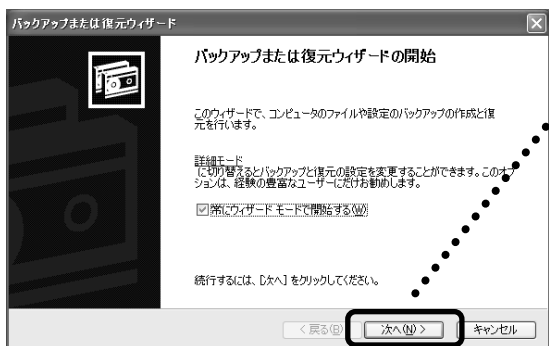 バックアップまたは復元ウィザード
バックアップまたは復元ウィザードの開始
このウィザードで、コンピュータのファイルや設定のバックアップの作成と復
元を行います。
詳細モード
に切り替えるとバックアップと復元の設定を変更することができます。このオプ
ションは、経験の豊富なユーザーにだけお勧めします。
常にウィザード モードで開始する(W)
続行するには、[次へ] をクリックしてください。
< 戻る(B)
次へ(N) >
キャンセル